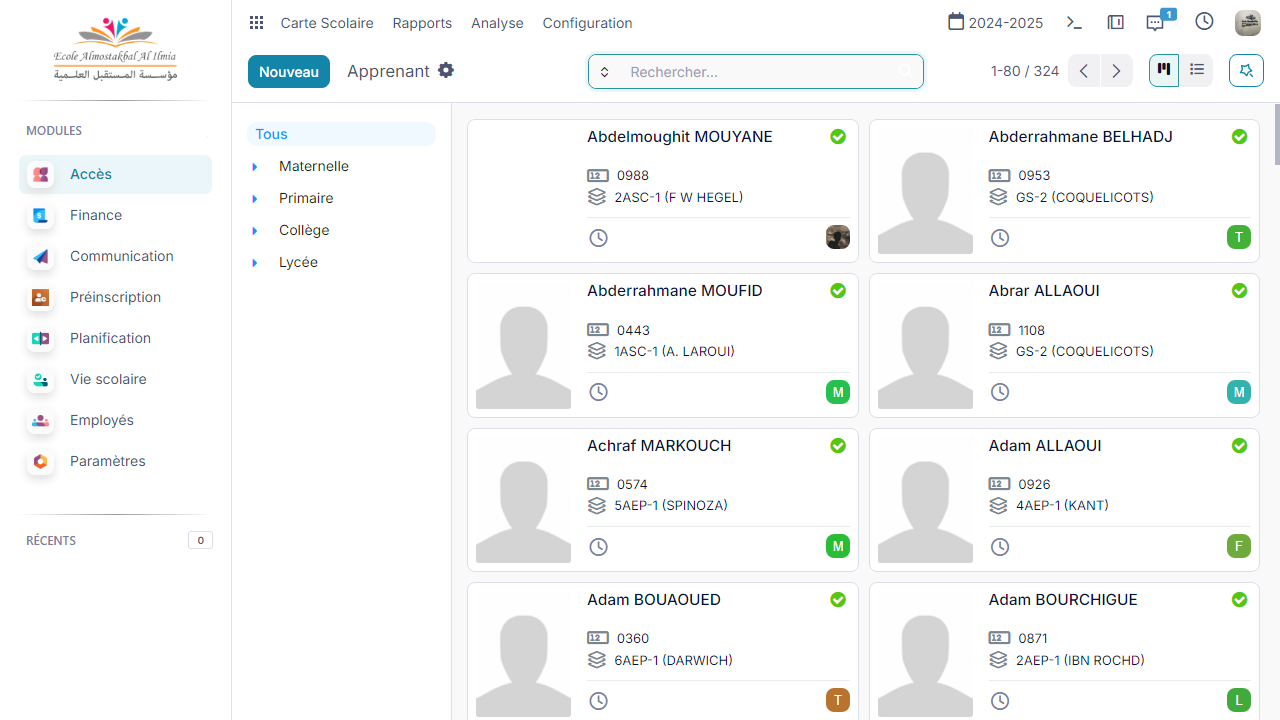 Ecole Almostakbal Al Ilmia
مؤسسة المستقبل العلمية
MODULES
Accès
Finance
Communication
Préinscription
Planification
Vie scolaire
Employés
Paramètres
RÉCENTS
0
Carte Scolaire
Rapports
Analyse
Configuration
2024-2025
1
Nouveau
Apprenant
Rechercher...
1-80 / 324
Tous
Maternelle
Primaire
Collège
Lycée
Abdelmoughit MOUYANE
12 0988
2ASC-1 (F W HEGEL)
Abderrahmane BELHADJ
12 0953
GS-2 (COQUELICOTS)
T
Abderrahmane MOUFID
12 0443
1ASC-1 (A. LAROUI)
M
Abrar ALLAOUI
12 1108
GS-2 (COQUELICOTS)
M
Achraf MARKOUCH
12 0574
5AEP-1 (SPINOZA)
M
Adam ALLAOUI
12 0926
4AEP-1 (KANT)
F
Adam BOUAOUED
12 0360
6AEP-1 (DARWICH)
T
Adam BOURCHIGUE
12 0871
2AEP-1 (IBN ROCHD)
L